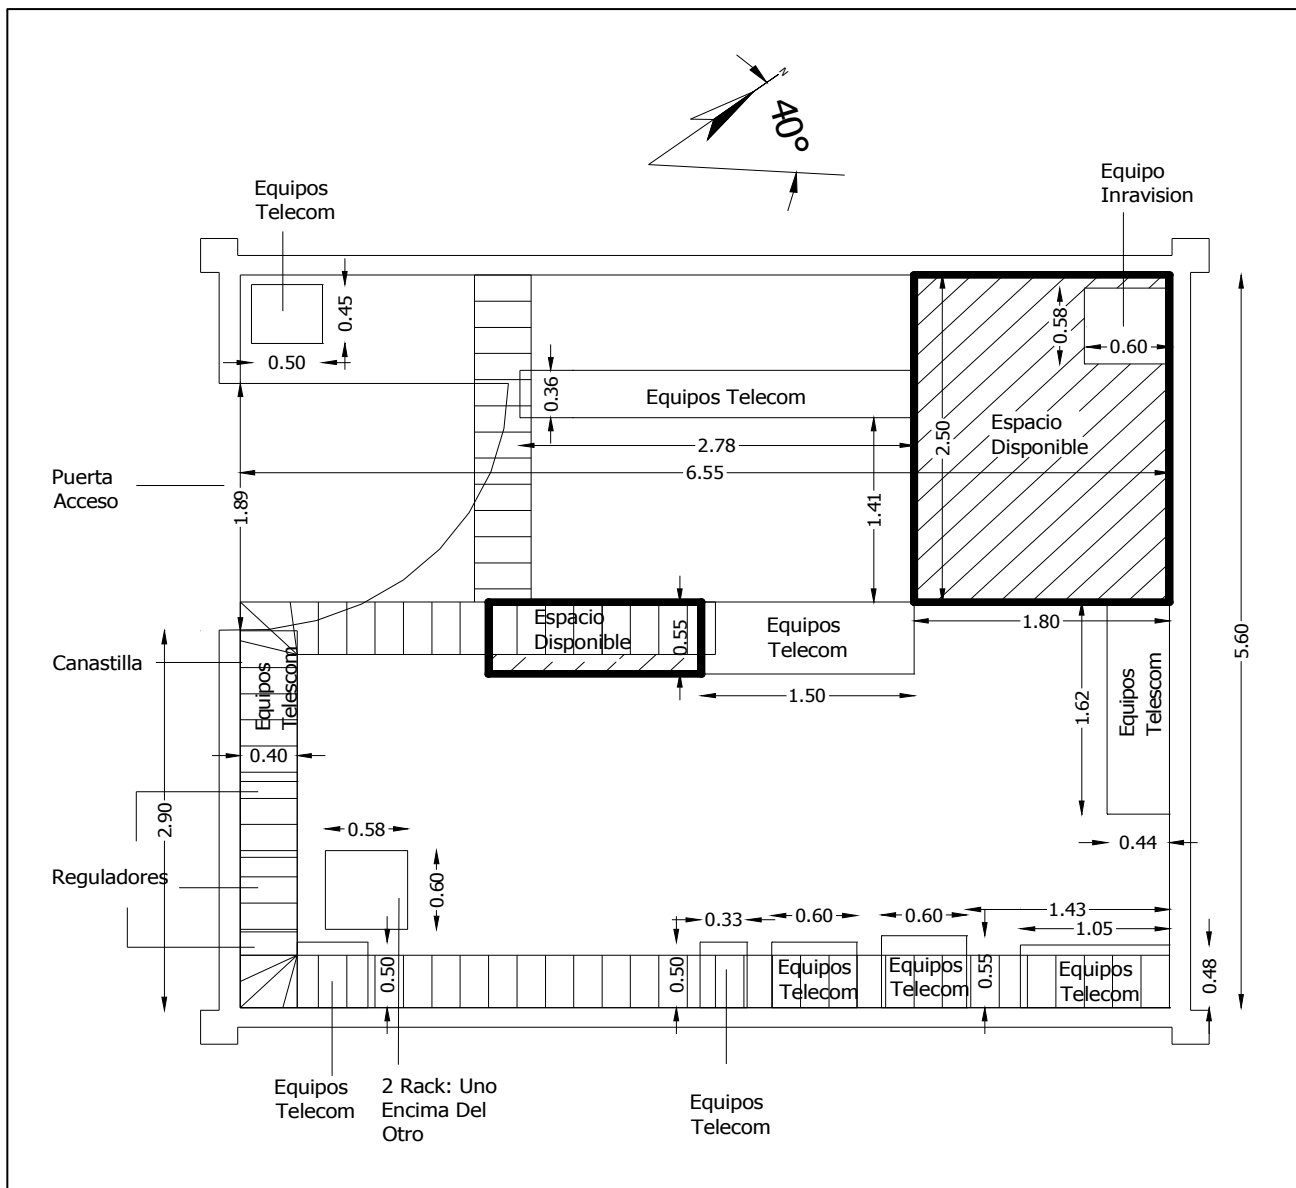 N
40°
Equipos
Telecom
Equipo
Inravision
0.45
0.50
0.58
0.60
0.36
Equipos Telecom
Espacio
Disponible
2.50
2.78
6.55
Puerta
Acceso
1.89
1.41
Espacio
Disponible
0.55
Equipos
Telecom
1.80
5.60
Canastilla
Equipos
Telescom
1.50
1.62
Equipos
Telescom
0.40
2.90
0.58
0.44
Reguladores
0.60
0.33
0.60
0.60
1.43
1.05
0.50
0.50
Equipos
Telecom
Equipos
Telecom
0.55
Equipos
Telecom
0.48
Equipos
Telecom
2 Rack: Uno
Encima Del
Otro
Equipos
Telecom